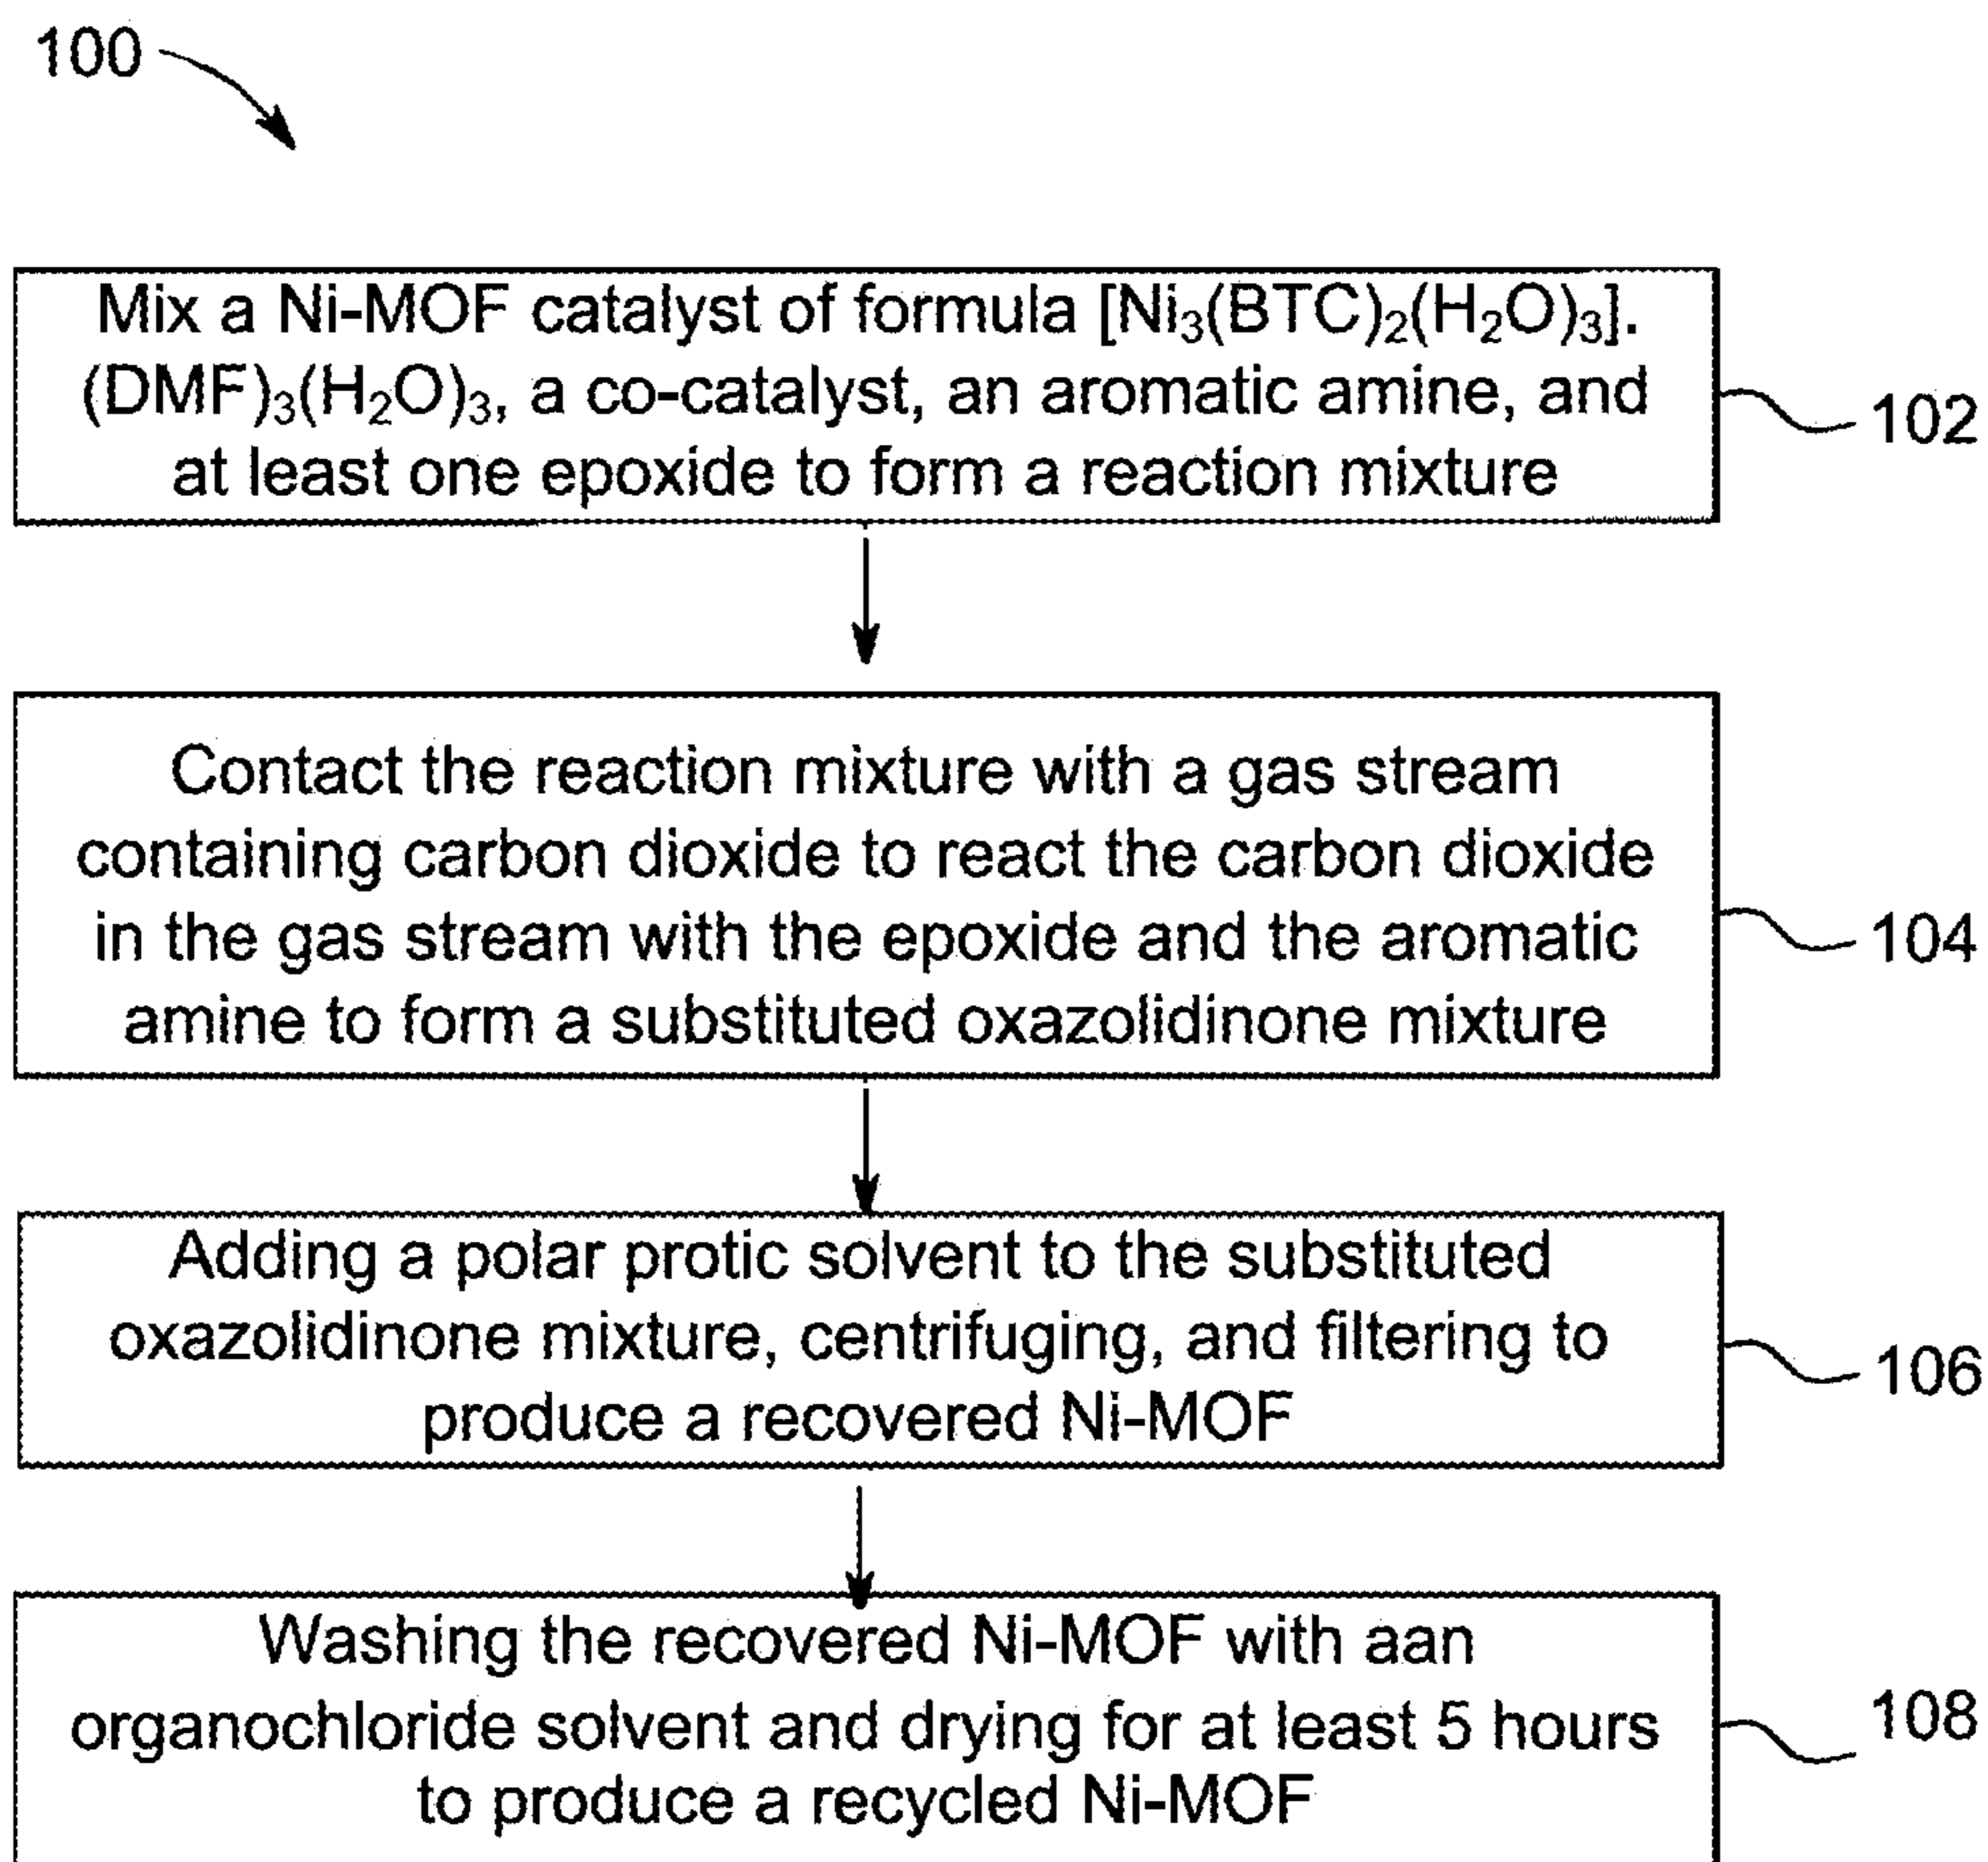 100
Mix a Ni-MOF catalyst of formula [Ni₃(BTC)₂(H₂O)₃].
(DMF)₃(H₂O)₃, a co-catalyst, an aromatic amine, and
at least one epoxide to form a reaction mixture
102
Contact the reaction mixture with a gas stream
containing carbon dioxide to react the carbon dioxide
in the gas stream with the epoxide and the aromatic
amine to form a substituted oxazolidinone mixture
104
Adding a polar protic solvent to the substituted
oxazolidinone mixture, centrifuging, and filtering to
produce a recovered Ni-MOF
106
Washing the recovered Ni-MOF with aan
organochloride solvent and drying for at least 5 hours
to produce a recycled Ni-MOF
108